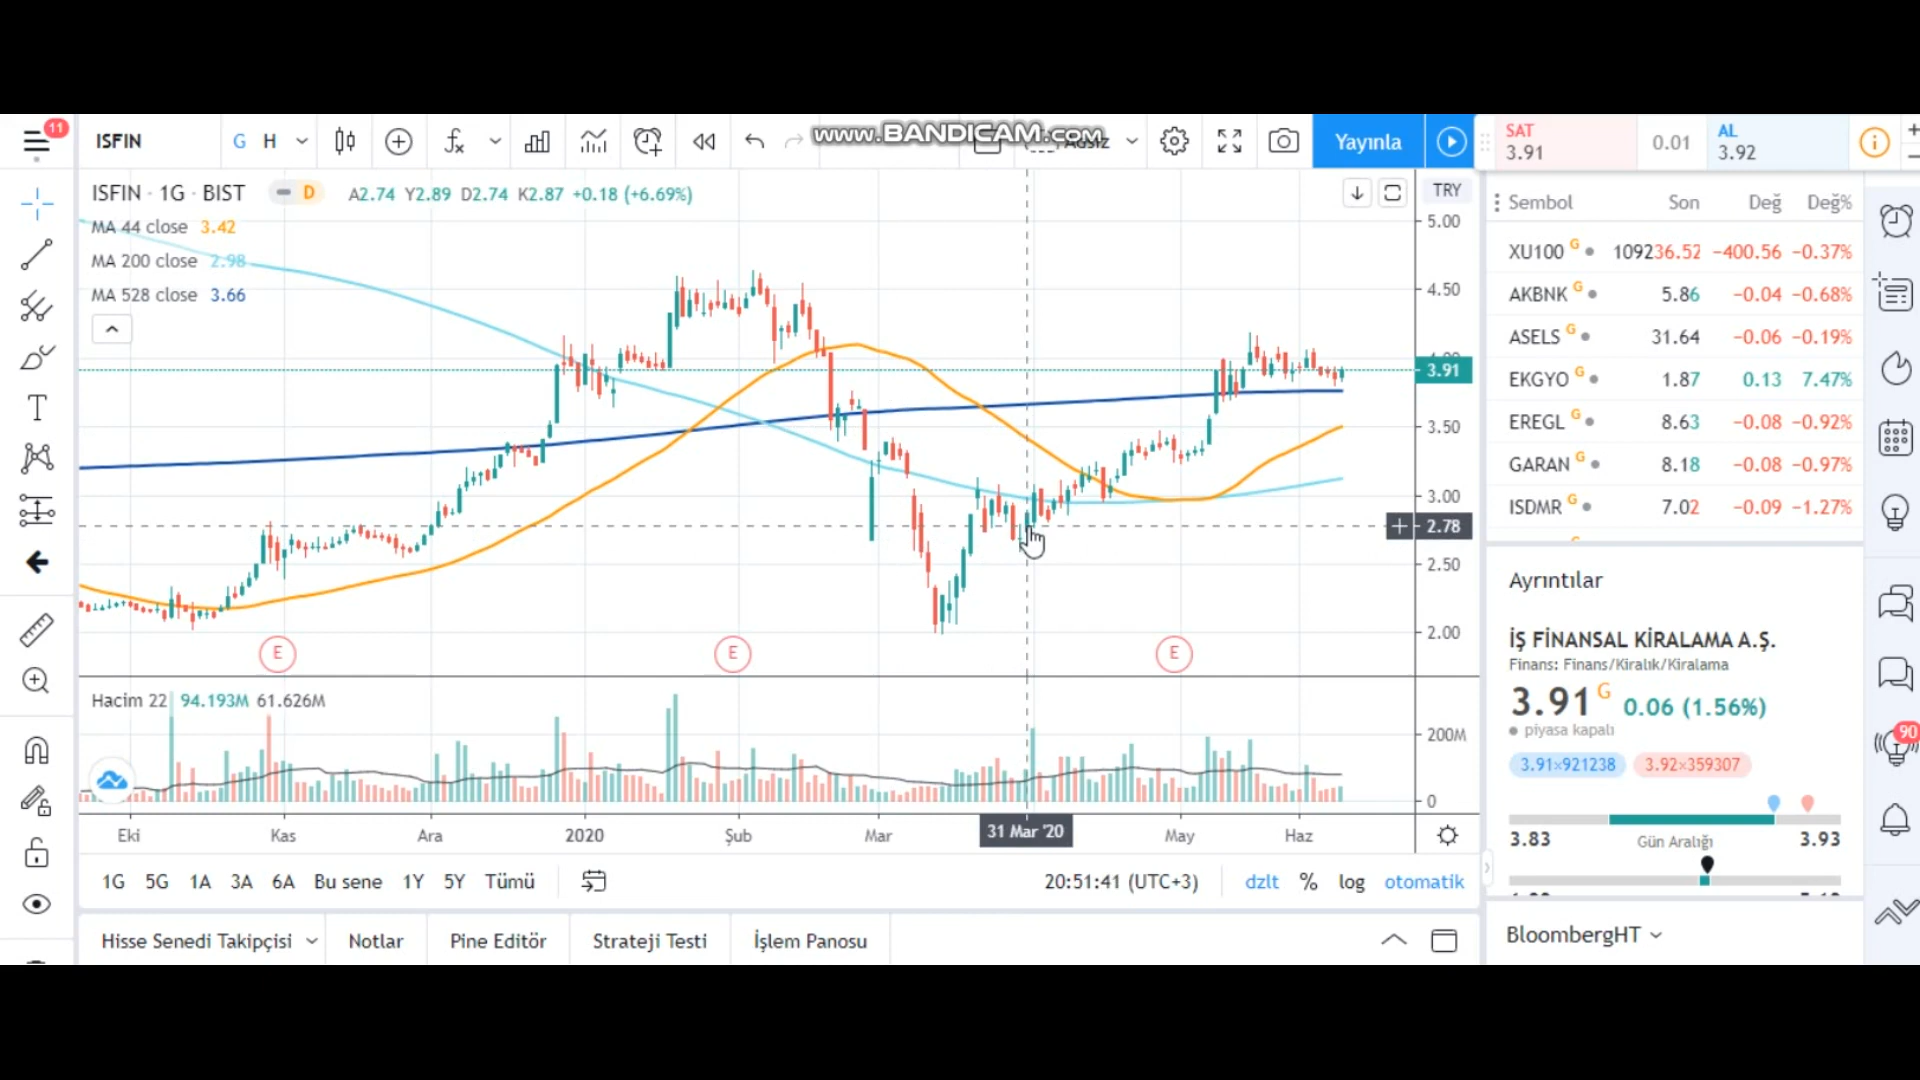 www.BANDICAM.com
11
ISFIN
G H
Yayınla
SAT
3.91
0.01
AL
3.92
ISFIN · 1G · BIST
D
A2.74 Y2.89 D2.74 K2.87 +0.18 (+6.69%)
MA 44 close 3.42
MA 200 close 2.98
MA 528 close 3.66
TRY
5.00
4.50
4.00
3.91
3.50
3.00
2.78
2.50
2.00
E
E
E
Hacim 22 94.193M 61.626M
200M
0
Eki
Kas
Ara
2020
Şub
Mar
31 Mar '20
May
Haz
1G 5G 1A 3A 6A Bu sene 1Y 5Y Tümü
20:51:41 (UTC+3)
dzlt % log otomatik
Hisse Senedi Takipçisi
Notlar
Pine Editör
Strateji Testi
İşlem Panosu
Sembol Son Değ Değ%
XU100 G 109236.52 −400.56 −0.37%
AKBNK G 5.86 −0.04 −0.68%
ASELS G 31.64 −0.06 −0.19%
EKGYO G 1.87 0.13 7.47%
EREGL G 8.63 −0.08 −0.92%
GARAN G 8.18 −0.08 −0.97%
ISDMR G 7.02 −0.09 −1.27%
Ayrıntılar
İŞ FİNANSAL KİRALAMA A.Ş.
Finans: Finans/Kiralık/Kiralama
3.91 G 0.06 (1.56%)
piyasa kapalı
3.91×921238 3.92×359307
3.83 Gün Aralığı 3.93
BloombergHT
90